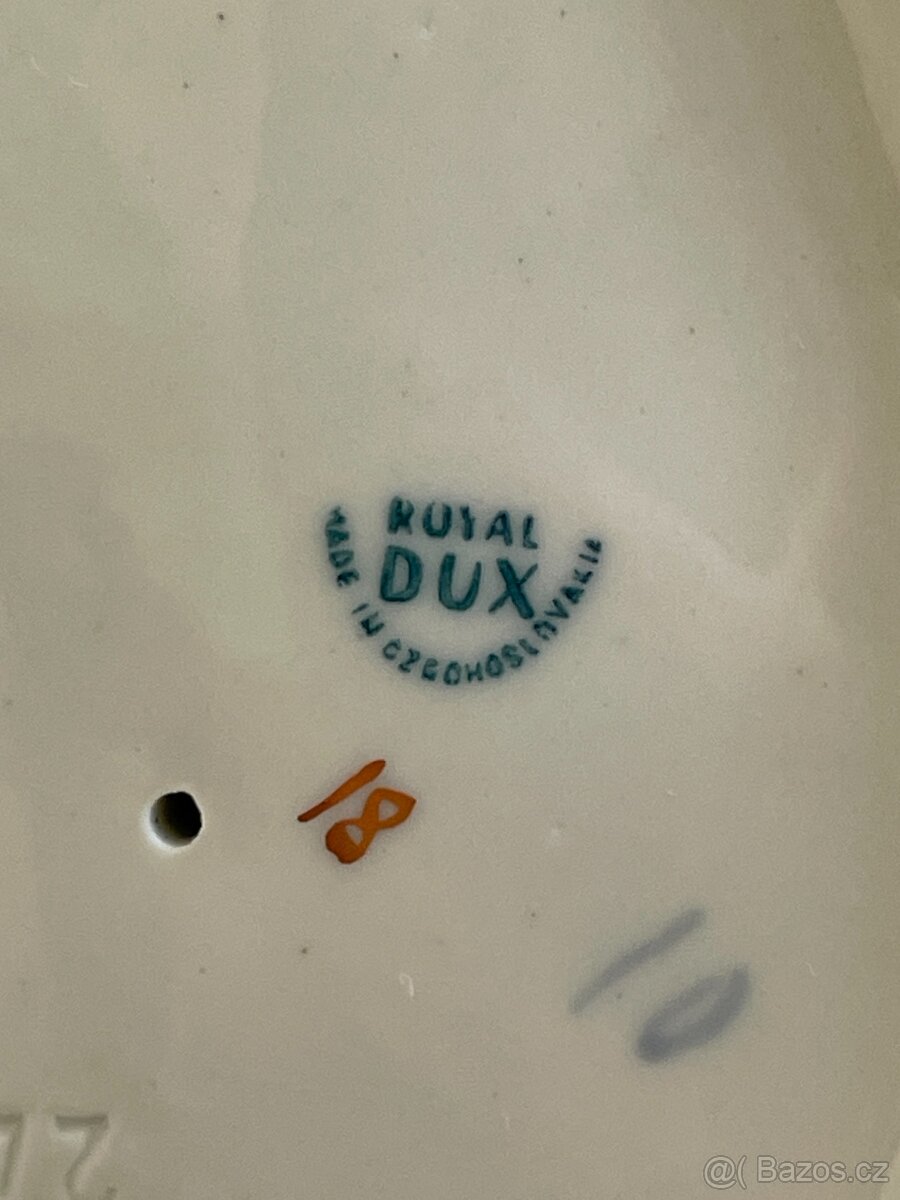 ROYAL
DUX
MADE IN CZECHOSLOVAKIA
18
10
@( Bazos.cz